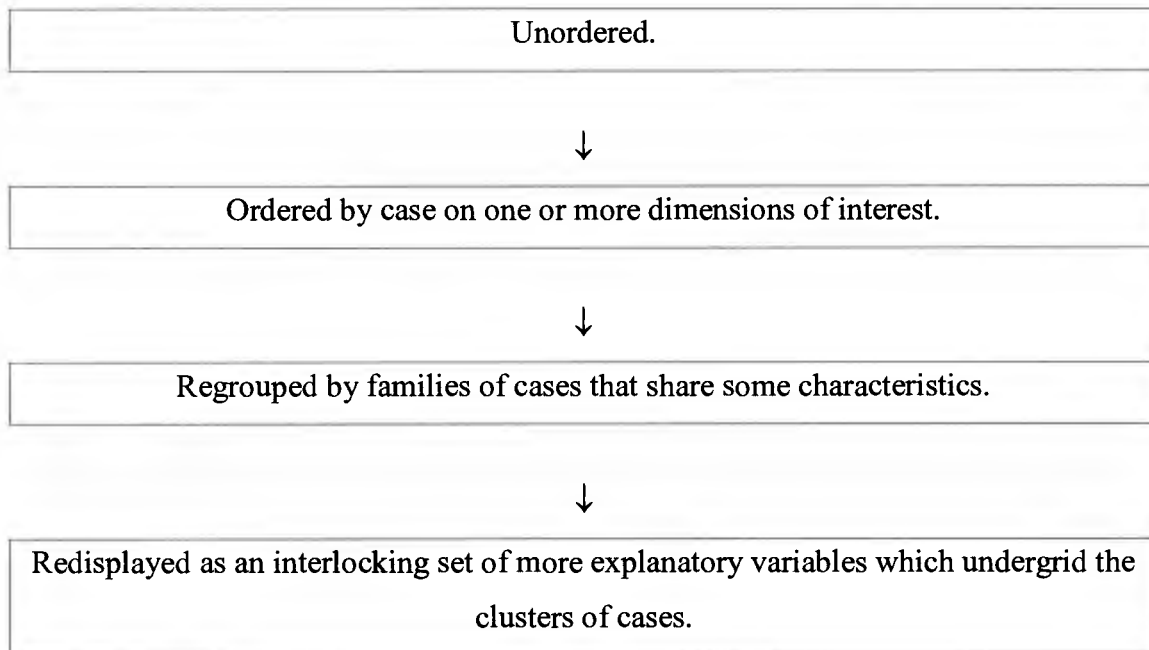 Unordered.
↓
Ordered by case on one or more dimensions of interest.
↓
Regrouped by families of cases that share some characteristics.
↓
Redisplayed as an interlocking set of more explanatory variables which undergrid the
clusters of cases.